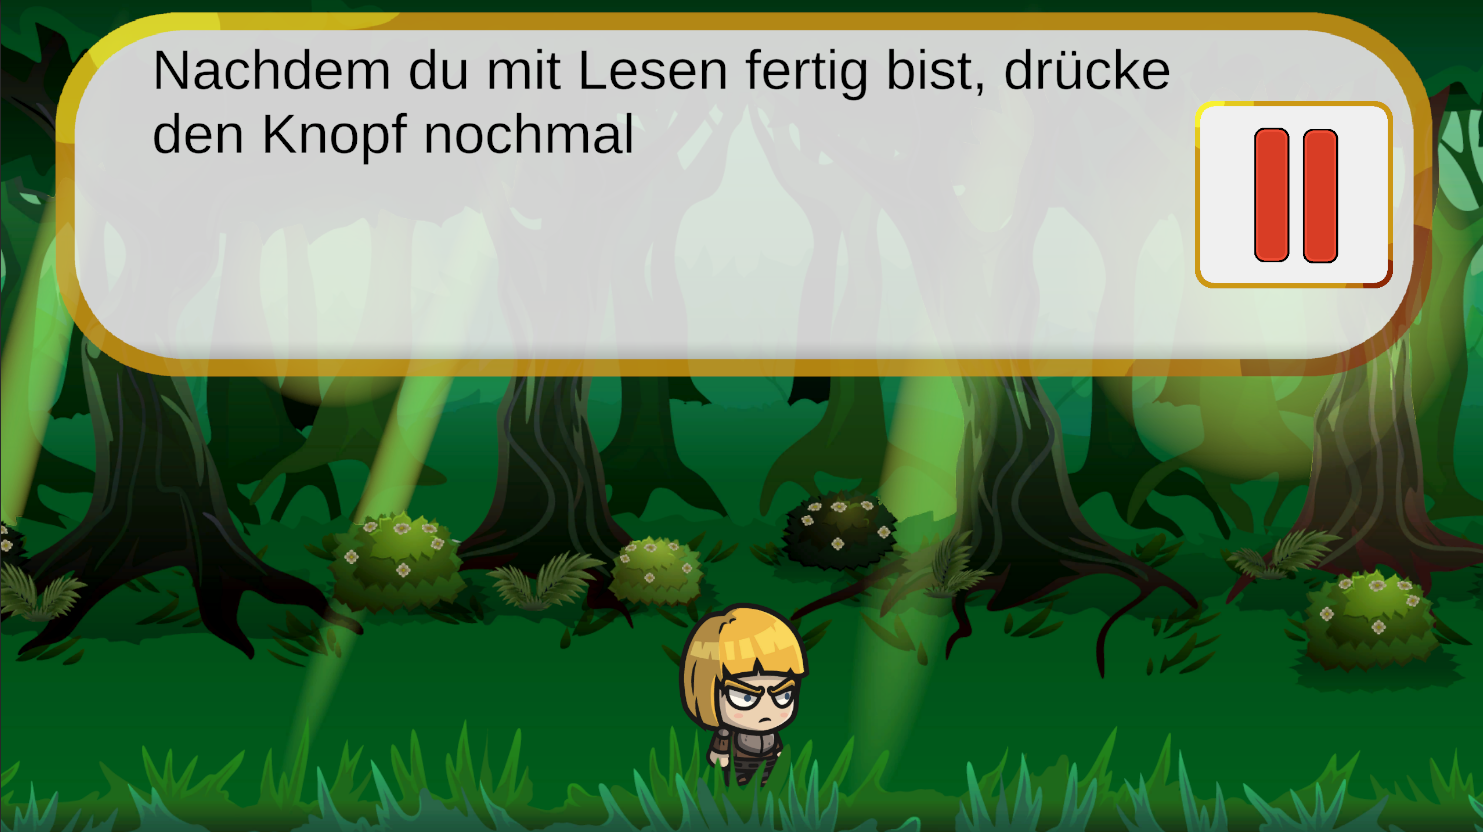 Nachdem du mit Lesen fertig bist, drücke
den Knopf nochmal